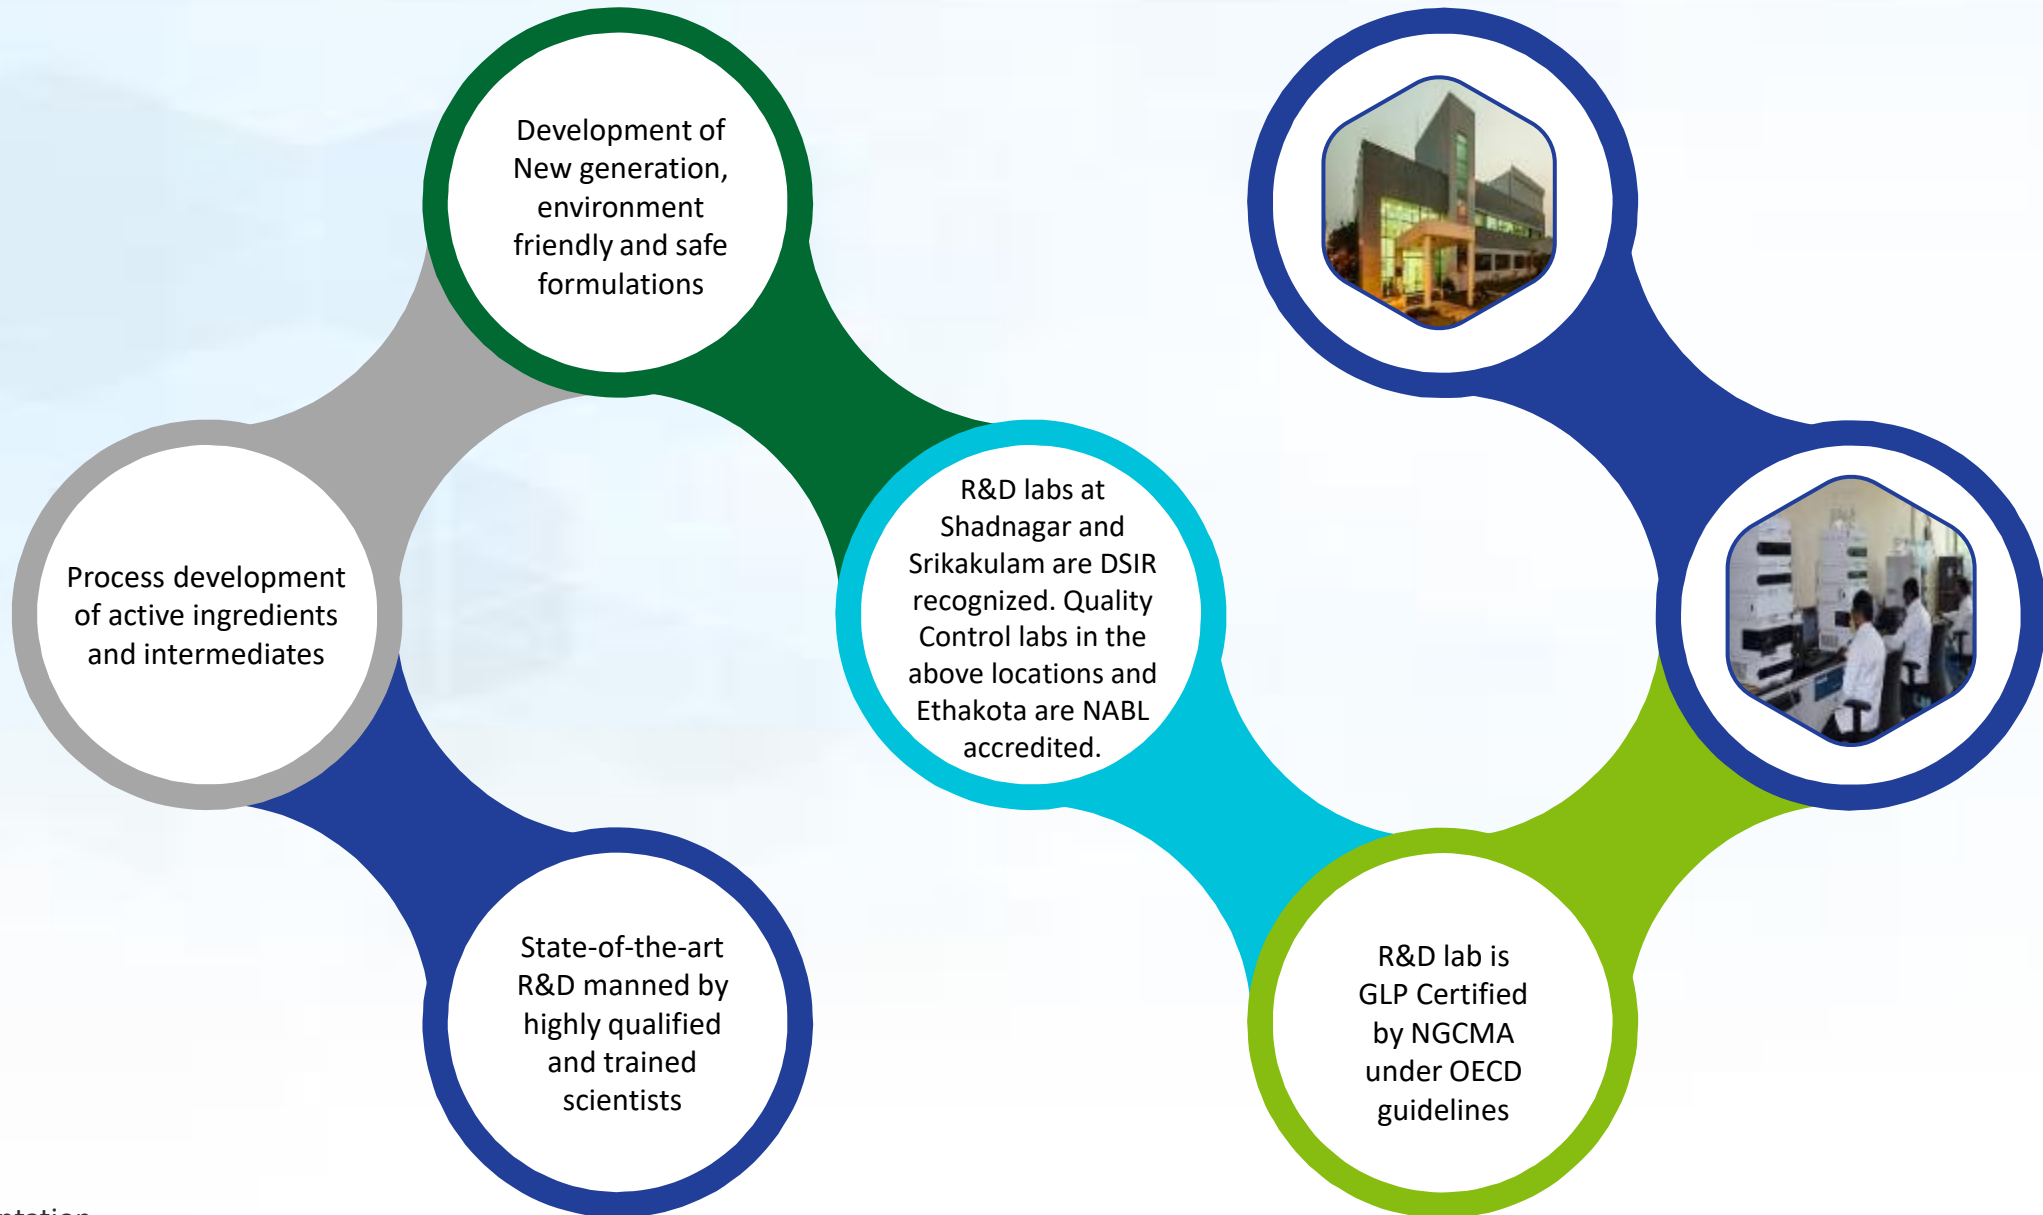 Development of
New generation,
environment
friendly and safe
formulations
Process development
of active ingredients
and intermediates
R&D labs at
Shadnagar and
Srikakulam are DSIR
recognized. Quality
Control labs in the
above locations and
Ethakota are NABL
accredited.
State-of-the-art
R&D manned by
highly qualified
and trained
scientists
R&D lab is
GLP Certified
by NGCMA
under OECD
guidelines